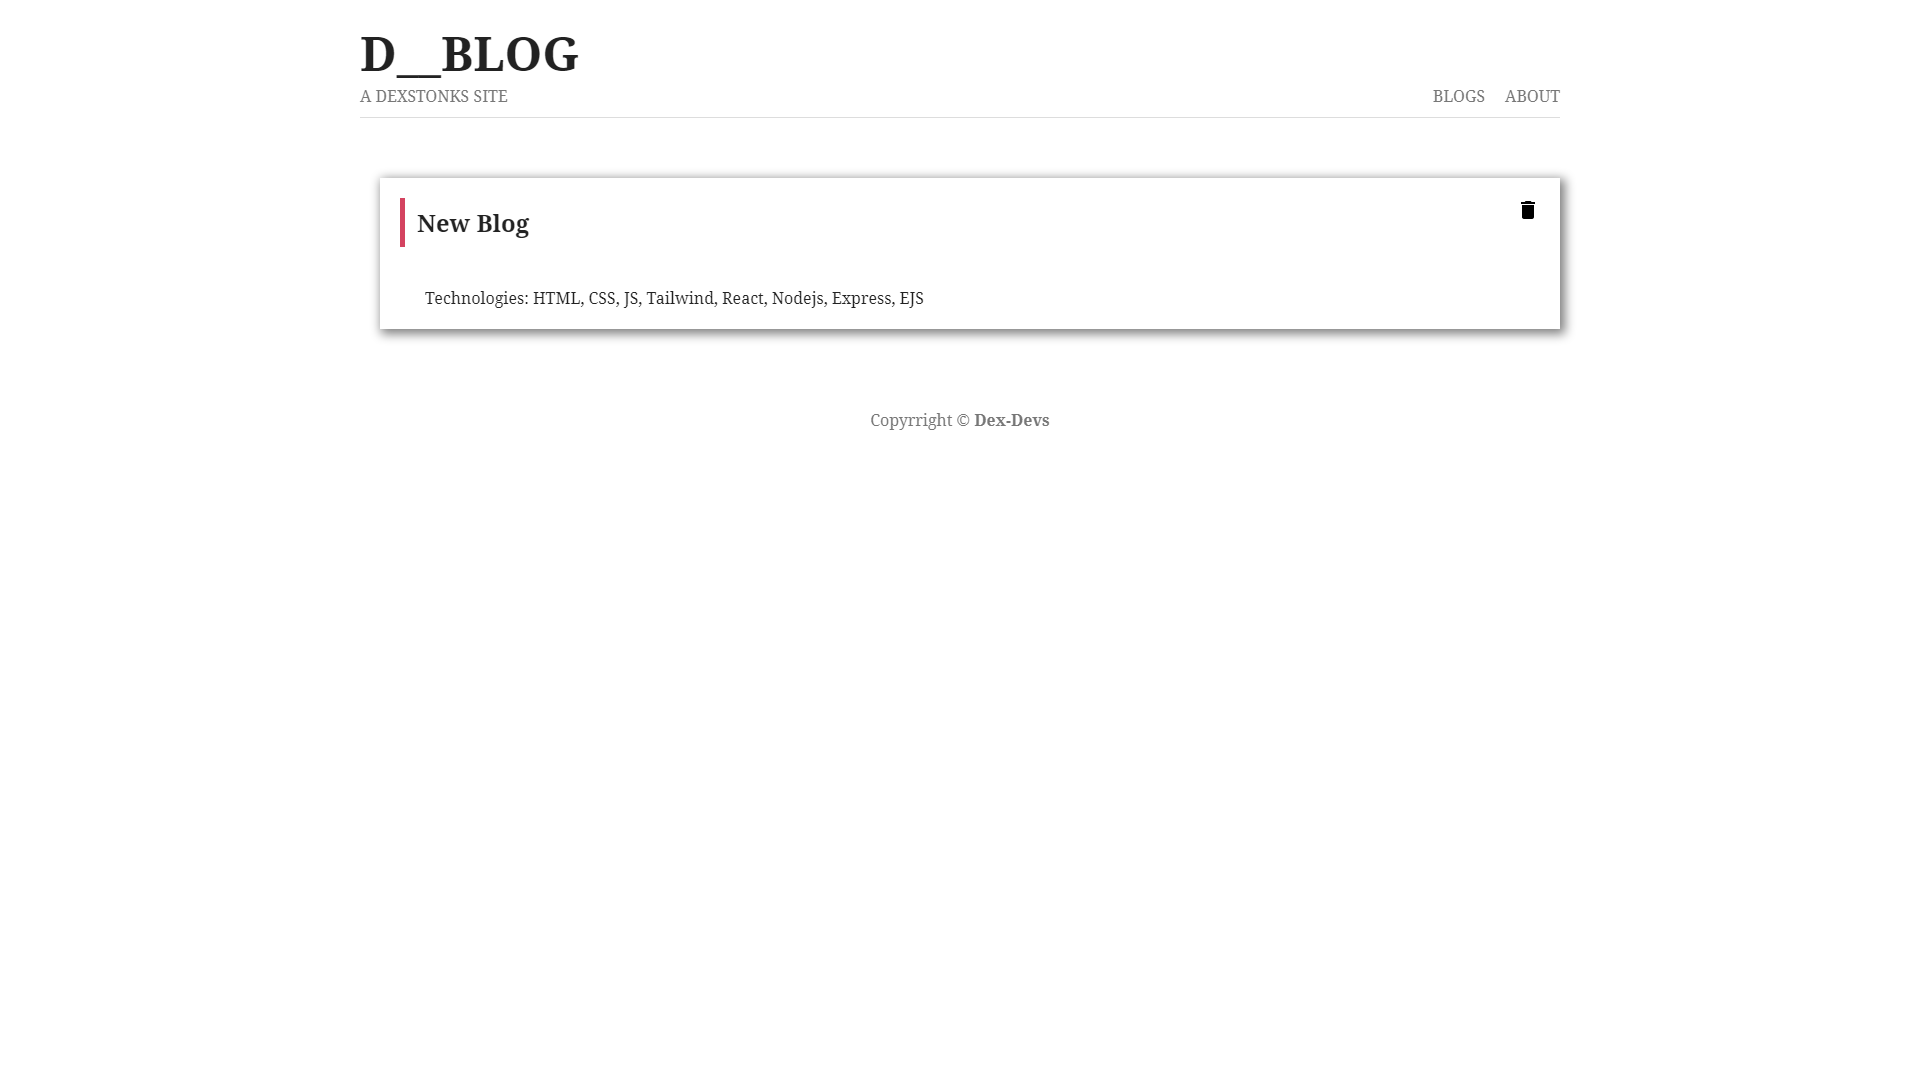 D__BLOG
A DEXSTONKS SITE
BLOGS ABOUT
New Blog
Technologies: HTML, CSS, JS, Tailwind, React, Nodejs, Express, EJS
Copyrright © Dex-Devs